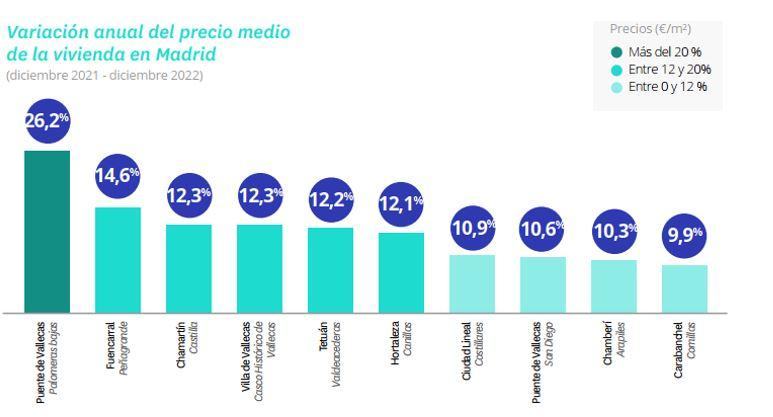 Variación anual del precio medio
de la vivienda en Madrid
(diciembre 2021 - diciembre 2022)
Precios (€/m²)
Más del 20 %
Entre 12 y 20%
Entre 0 y 12 %
26,2%
14,6%
12,3%
12,3%
12,2%
12,1%
10,9%
10,6%
10,3%
9,9%
Puente de Vallecas
Palomeras bajas
Fuencarral
Peñagrande
Chamartín
Castilla
Villa de Vallecas
Casco Histórico de
Vallecas
Tetuán
Valdeacederas
Hortaleza
Canillas
Ciudad Lineal
Costillares
Puente de Vallecas
San Diego
Chamberí
Arapiles
Carabanchel
Comillas